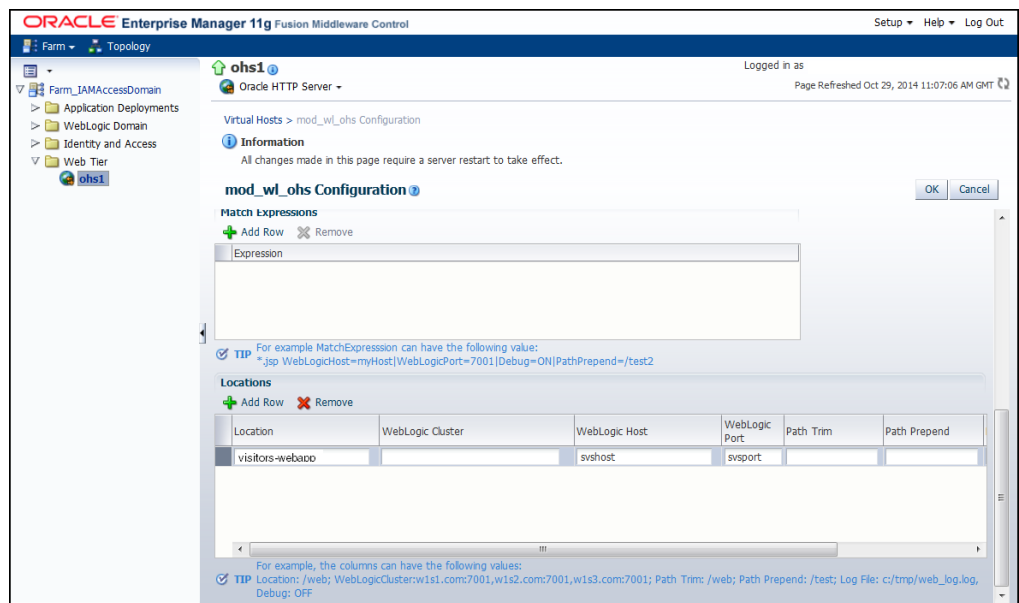 ORACLE Enterprise Manager 11g Fusion Middleware Control
Setup Help Log Out
Farm Topology
Farm_IAMAccessDomain
Application Deployments
WebLogic Domain
Identity and Access
Web Tier
ohs1
ohs1
Logged in as
Oracle HTTP Server
Page Refreshed Oct 29, 2014 11:07:06 AM GMT
Virtual Hosts > mod_wl_ohs Configuration
Information
All changes made in this page require a server restart to take effect.
mod_wl_ohs Configuration
OK Cancel
Match Expressions
Add Row Remove
Expression
TIP For example MatchExpresssion can have the following value:
*.jsp WebLogicHost=myHost|WebLogicPort=7001|Debug=ON|PathPrepend=/test2
Locations
Add Row Remove
Location WebLogic Cluster WebLogic Host WebLogic Port Path Trim Path Prepend
visitors-webapp svshost svsport
TIP For example, the columns can have the following values:
Location: /web; WebLogicCluster:w1s1.com:7001,w1s2.com:7001,w1s3.com:7001; Path Trim: /web; Path Prepend: /test; Log File: c:/tmp/web_log.log,
Debug: OFF